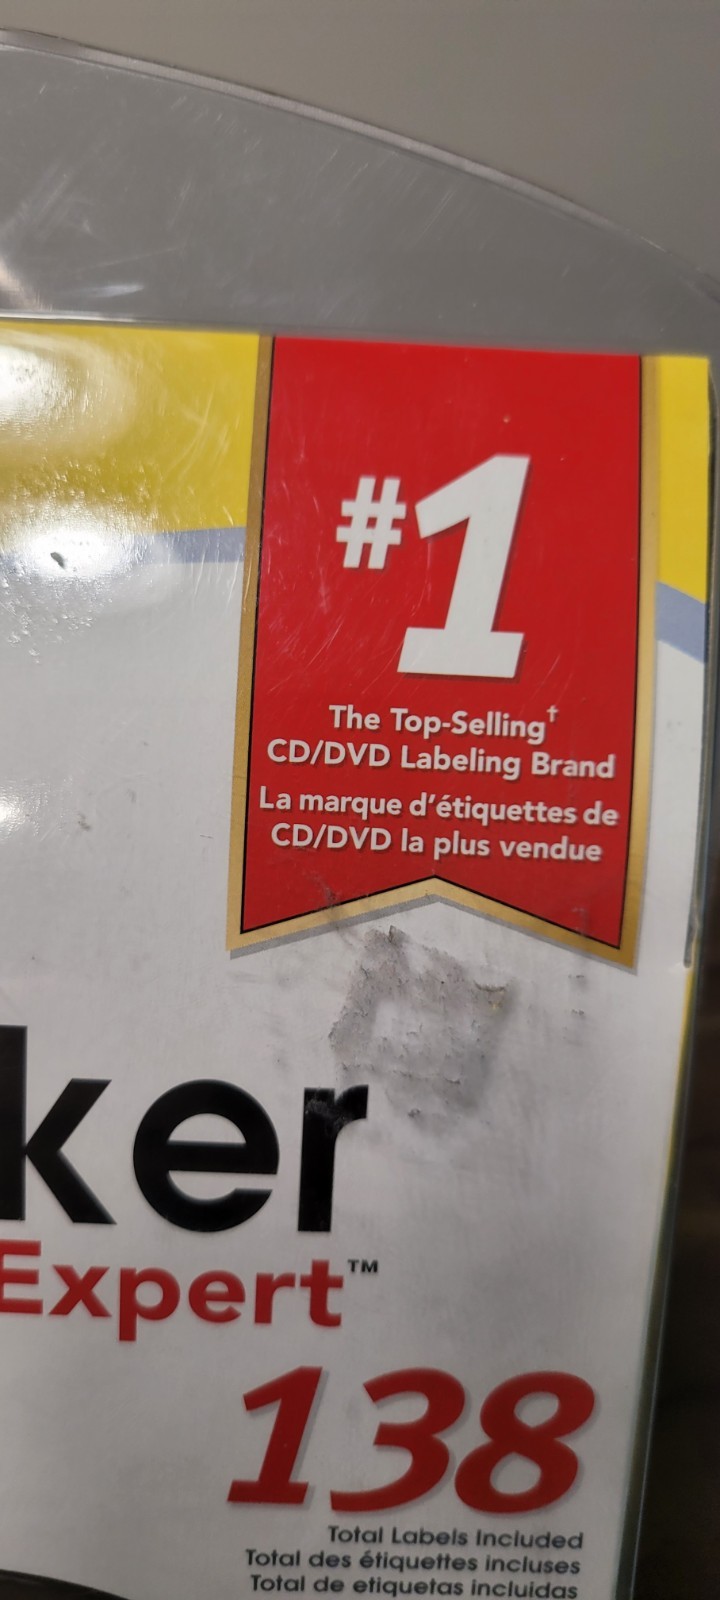 #1
The Top-Selling†
CD/DVD Labeling Brand
La marque d'étiquettes de
CD/DVD la plus vendue
ker
Expert™
138
Total Labels Included
Total des étiquettes incluses
Total de etiquetas incluidas